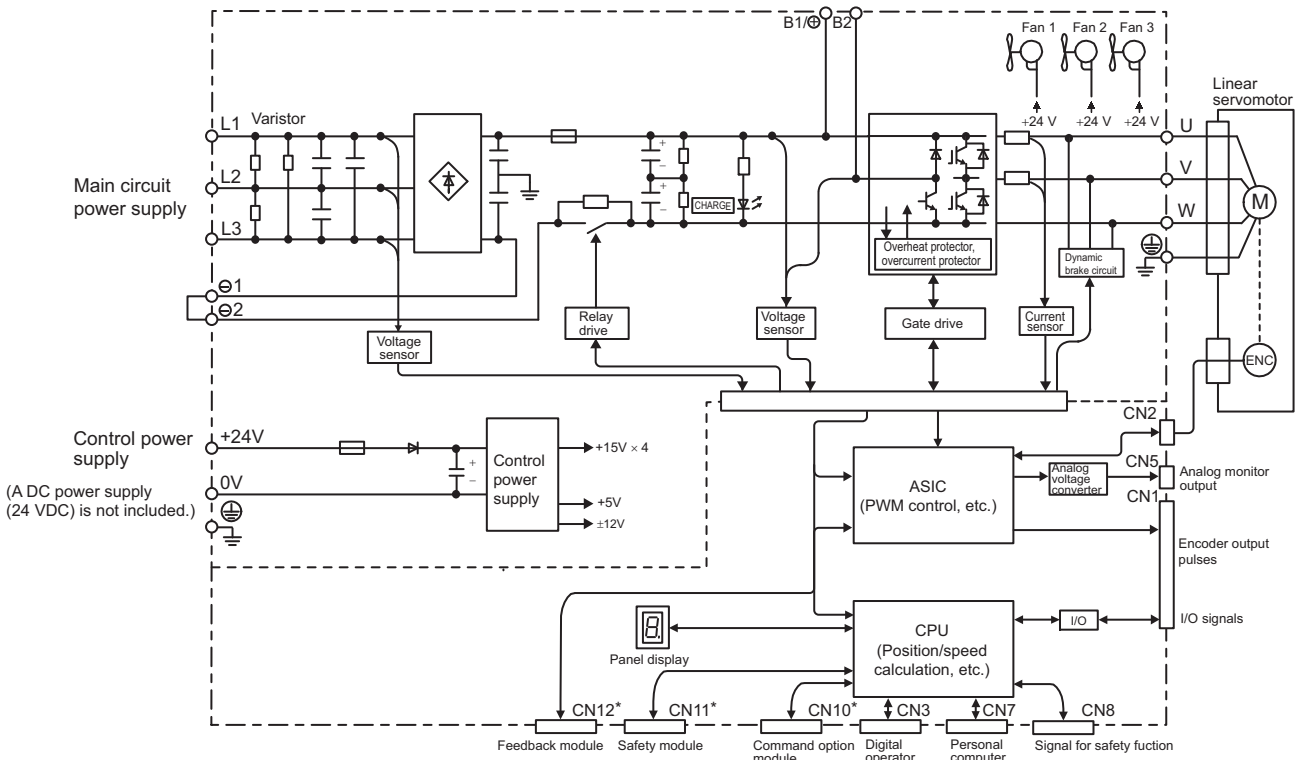 B1/⊕ B2
Fan 1 Fan 2 Fan 3
+24 V +24 V +24 V
Linear
servomotor
Main circuit
power supply
L1
L2
L3
Varistor
⊖1
⊖2
+
−
+
−
CHARGE
Overheat protector,
overcurrent protector
U
V
W
M
Dynamic
brake circuit
Voltage
sensor
Relay
drive
Voltage
sensor
Gate drive
Current
sensor
ENC
Control power
supply
(A DC power supply
(24 VDC) is not included.)
+24V
0V
+
−
Control
power
supply
+15V × 4
+5V
±12V
ASIC
(PWM control, etc.)
Analog
voltage
converter
CN2
CN5
CN1
Analog monitor
output
Encoder output
pulses
I/O signals
I/O
CPU
(Position/speed
calculation, etc.)
8.
Panel display
CN12* CN11* CN10* CN3 CN7 CN8
Feedback module
Safety module
Command option
module
Digital
operator
Personal
computer
Signal for safety fuction